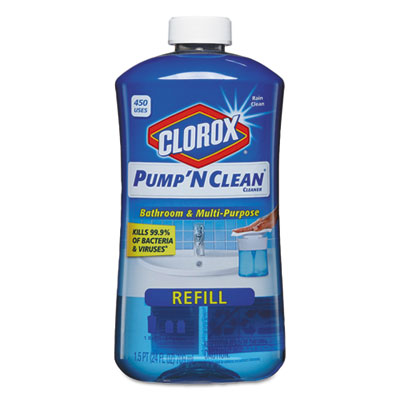 450
USES
Rain
Clean
CLOROX
PUMP'N CLEAN
CLEANER
Bathroom & Multi-Purpose
KILLS 99.9%
OF BACTERIA
& VIRUSES*
REFILL